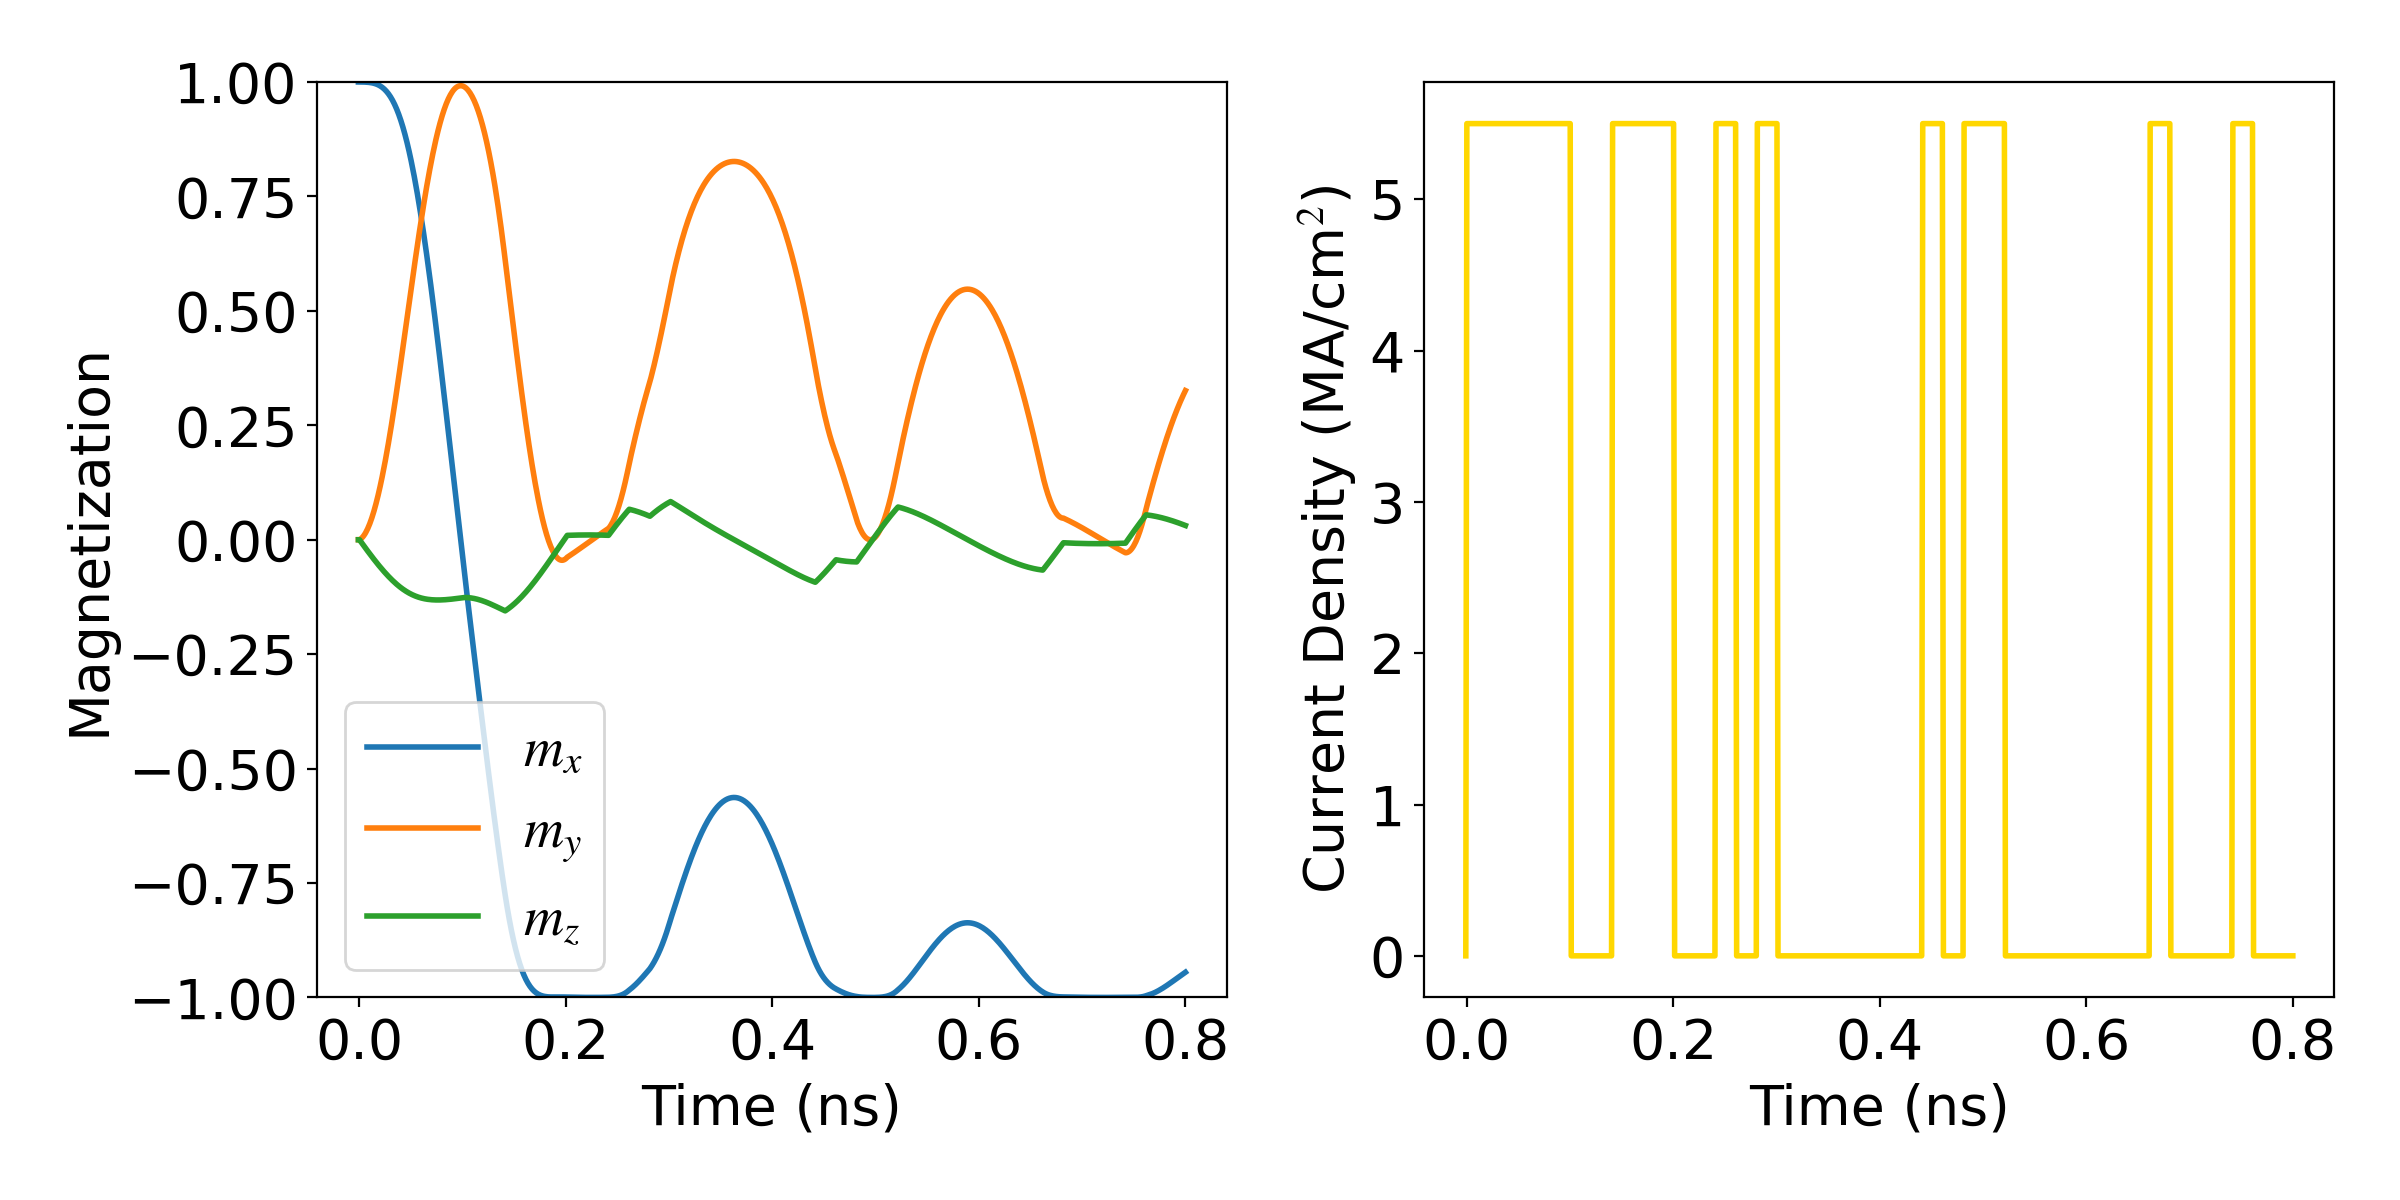 1.00
0.75
0.50
0.25
0.00
−0.25
−0.50
−0.75
−1.00
Magnetization
m_x
m_y
m_z
0.0 0.2 0.4 0.6 0.8
Time (ns)
5
4
3
2
1
0
Current Density (MA/cm²)
0.0 0.2 0.4 0.6 0.8
Time (ns)